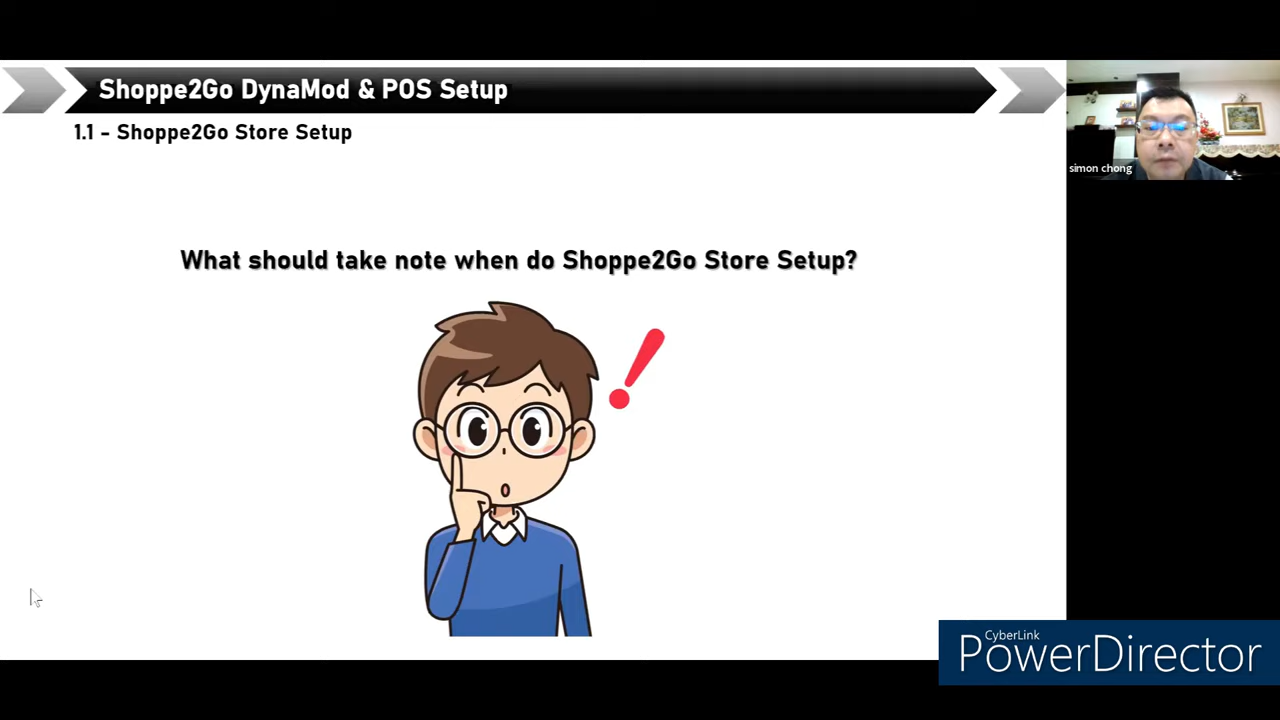 Shoppe2Go DynaMod & POS Setup
1.1 - Shoppe2Go Store Setup
simon chong
What should take note when do Shoppe2Go Store Setup?
CyberLink
PowerDirector